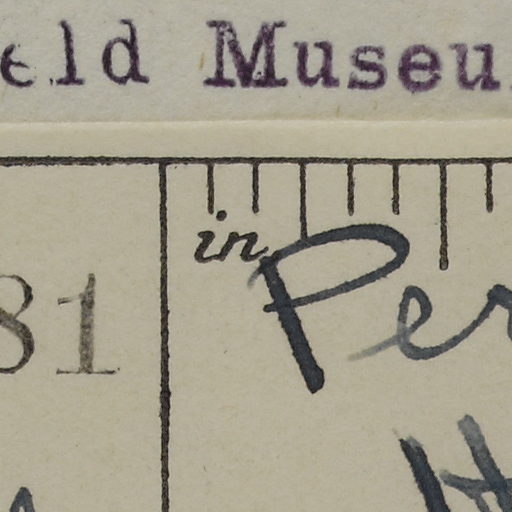 eld Museu
in Per
81
H